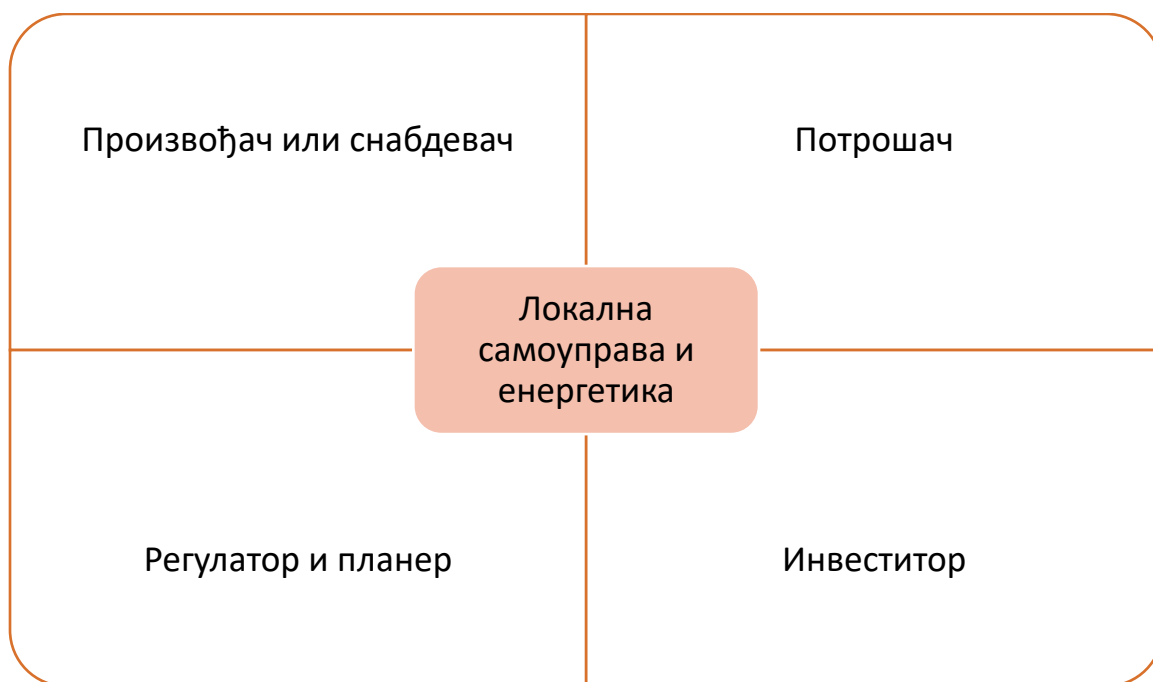 Произвођач или снабдевач
Потрошач
Локална
самоуправа и
енергетика
Регулатор и планер
Инвеститор